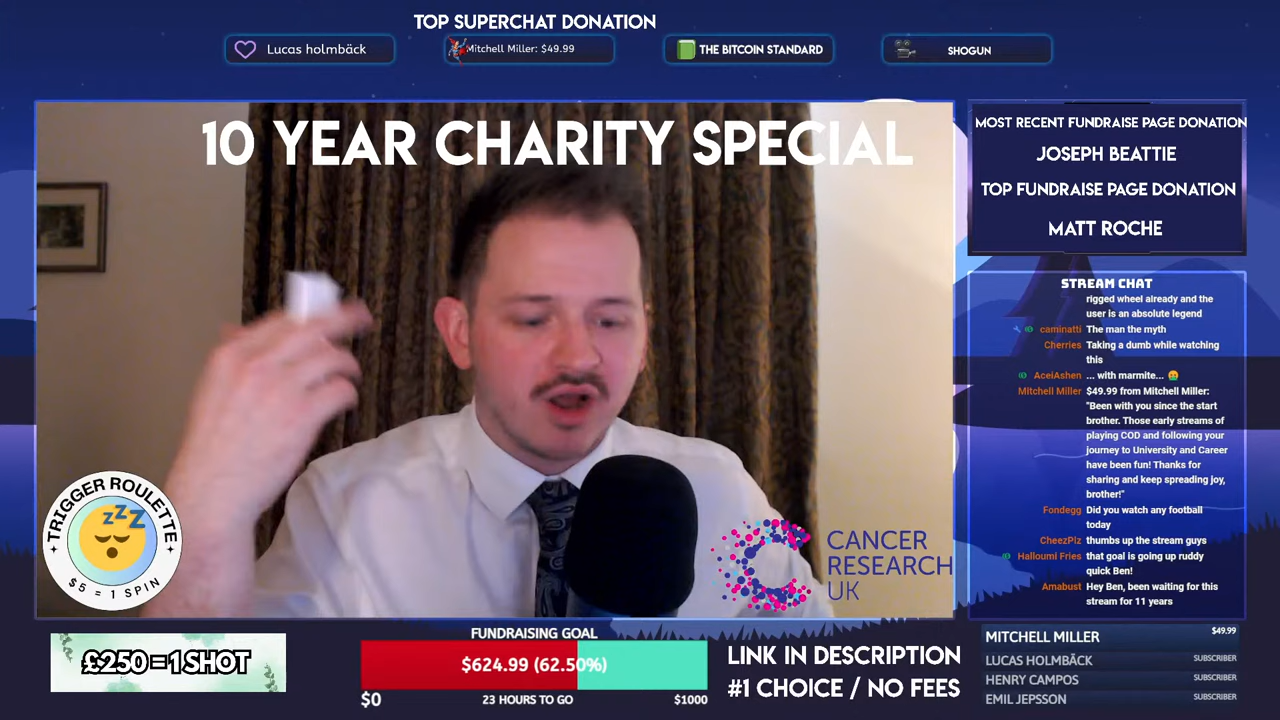 TOP SUPERCHAT DONATION
Lucas holmbäck
Mitchell Miller: $49.99
THE BITCOIN STANDARD
SHOGUN
10 YEAR CHARITY SPECIAL
MOST RECENT FUNDRAISE PAGE DONATION
JOSEPH BEATTIE
TOP FUNDRAISE PAGE DONATION
MATT ROCHE
STREAM CHAT
rigged wheel already and the
user is an absolute legend
caminatti The man the myth
Cherries Taking a dumb while watching
this
AceiAshen ... with marmite... 🤮
Mitchell Miller $49.99 from Mitchell Miller:
"Been with you since the start
brother. Those early streams of
playing COD and following your
journey to University and Career
have been fun! Thanks for
sharing and keep spreading joy,
brother!"
Fondegg Did you watch any football
today
CheezPlz thumbs up the stream guys
Halloumi Fries that goal is going up ruddy
quick Ben!
Amabust Hey Ben, been waiting for this
stream for 11 years
TRIGGER ROULETTE
zzz
$5 = 1 SPIN
CANCER
RESEARCH
UK
£250 = 1 SHOT
FUNDRAISING GOAL
$624.99 (62.50%)
$0
23 HOURS TO GO
$1000
LINK IN DESCRIPTION
#1 CHOICE / NO FEES
MITCHELL MILLER $49.99
LUCAS HOLMBÄCK SUBSCRIBER
HENRY CAMPOS SUBSCRIBER
EMIL JEPSSON SUBSCRIBER